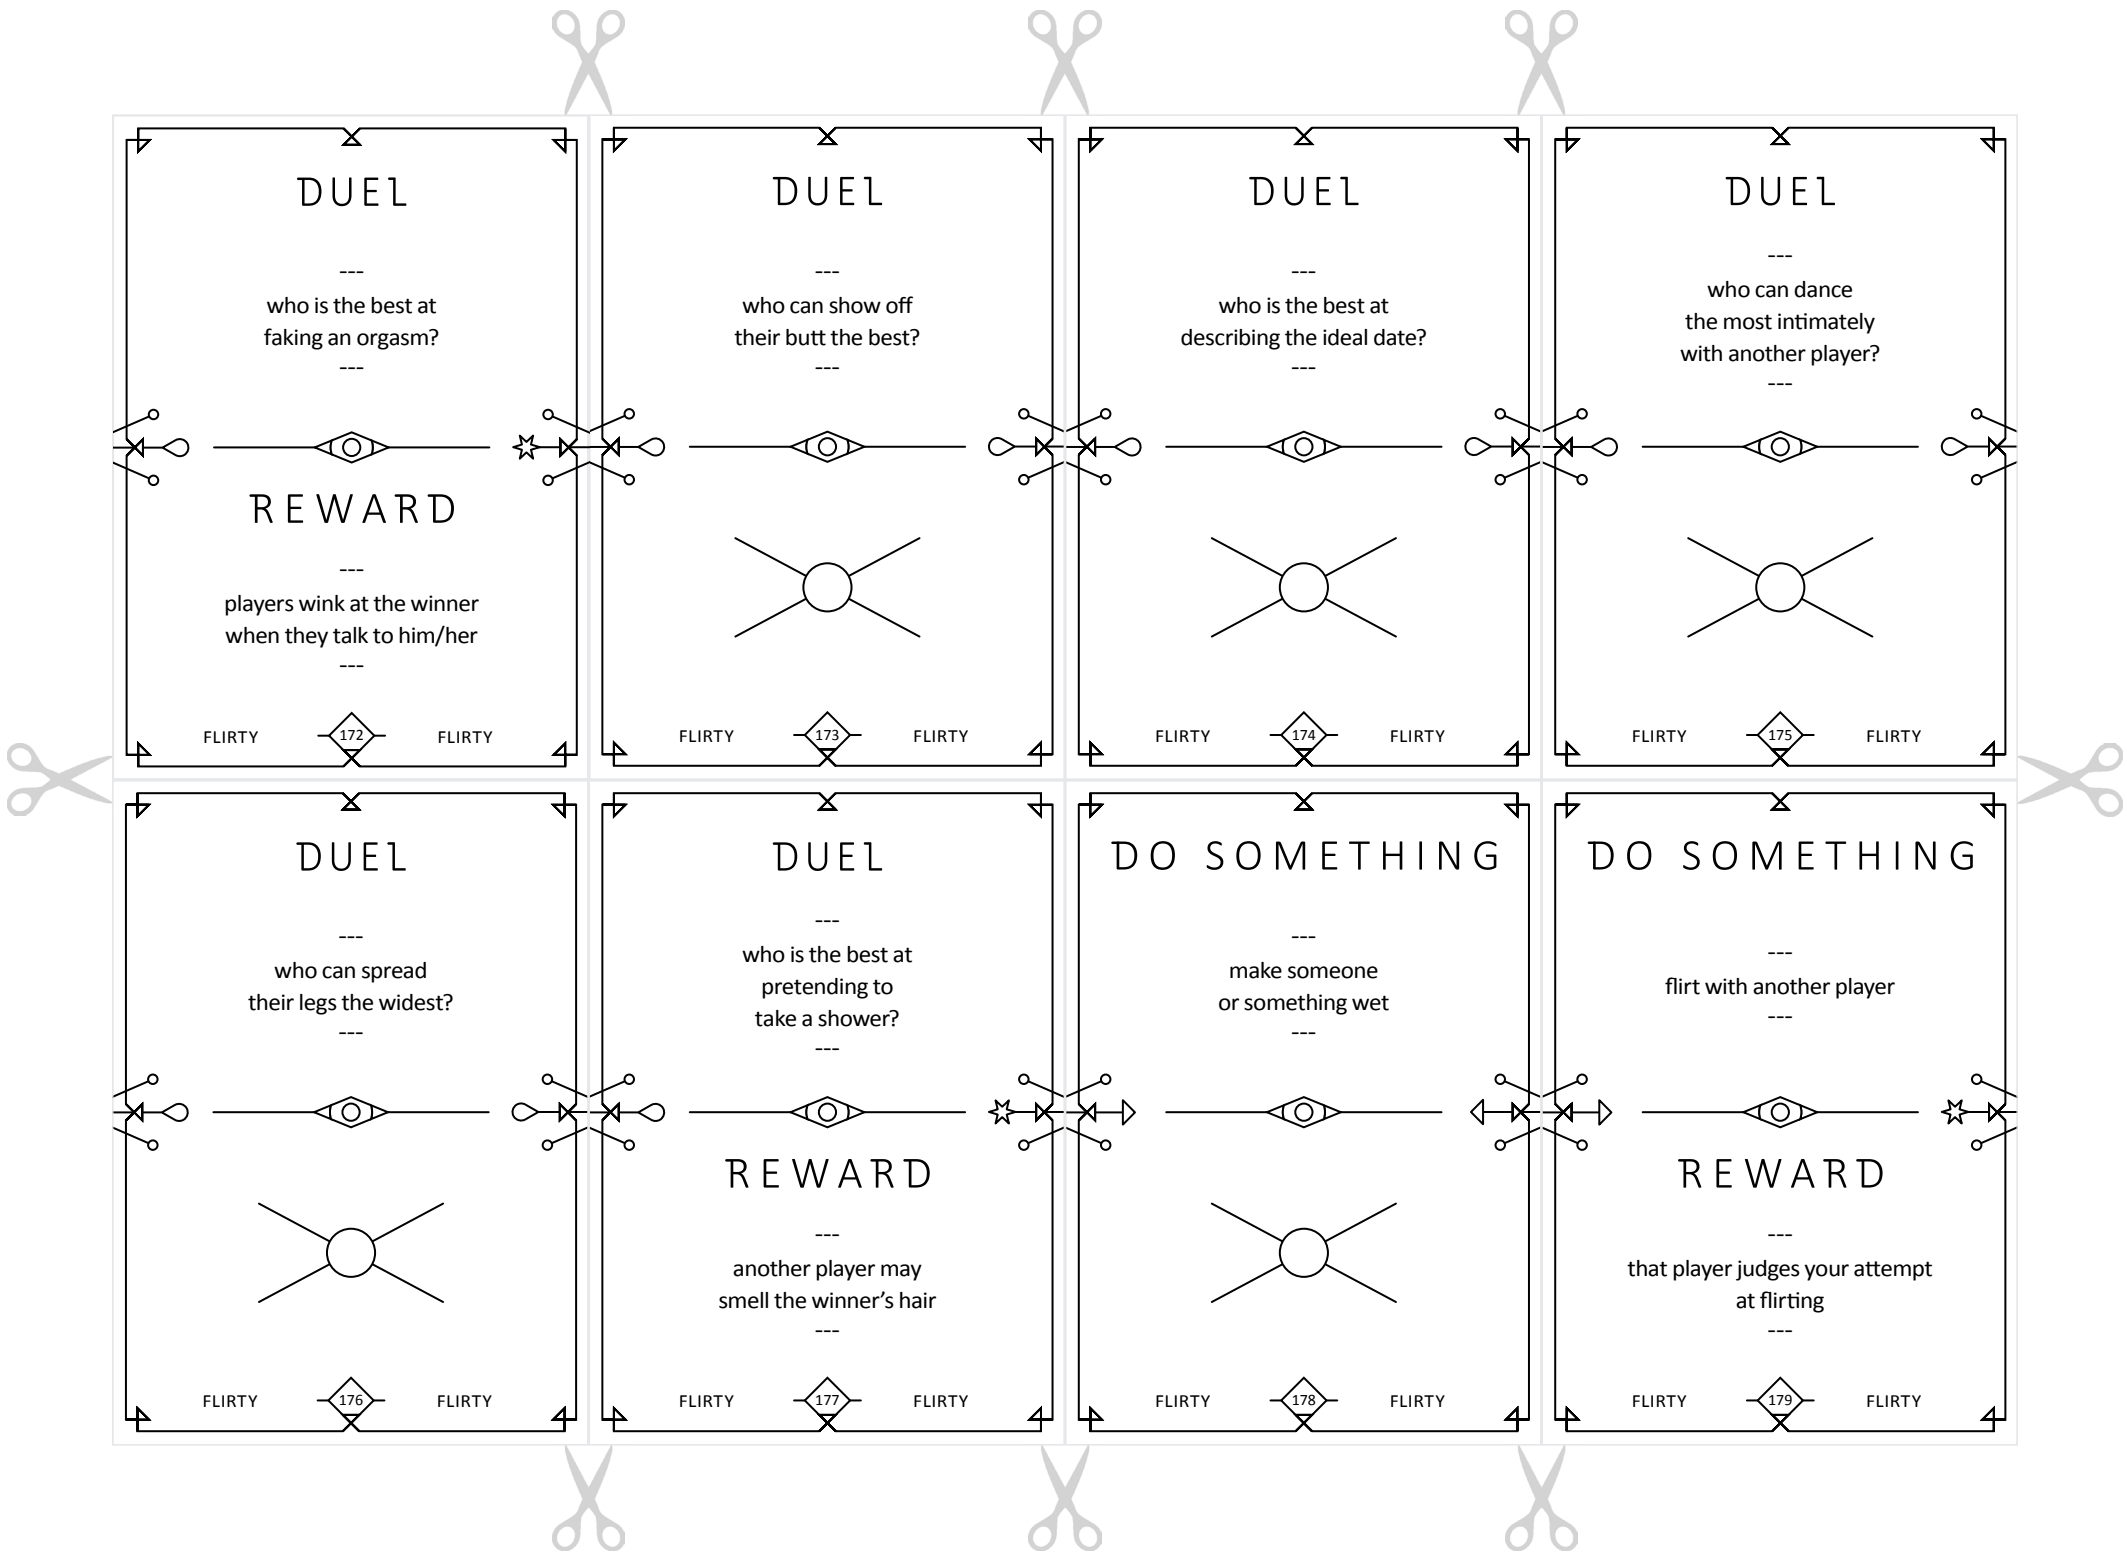 DUEL
---
who is the best at
faking an orgasm?
---
REWARD
---
players wink at the winner
when they talk to him/her
---
FLIRTY 172 FLIRTY
DUEL
---
who can show off
their butt the best?
---
FLIRTY 173 FLIRTY
DUEL
---
who is the best at
describing the ideal date?
---
FLIRTY 174 FLIRTY
DUEL
---
who can dance
the most intimately
with another player?
---
FLIRTY 175 FLIRTY
DUEL
---
who can spread
their legs the widest?
---
FLIRTY 176 FLIRTY
DUEL
---
who is the best at
pretending to
take a shower?
---
REWARD
---
another player may
smell the winner’s hair
---
FLIRTY 177 FLIRTY
DO SOMETHING
---
make someone
or something wet
---
FLIRTY 178 FLIRTY
DO SOMETHING
---
flirt with another player
---
REWARD
---
that player judges your attempt
at flirting
---
FLIRTY 179 FLIRTY